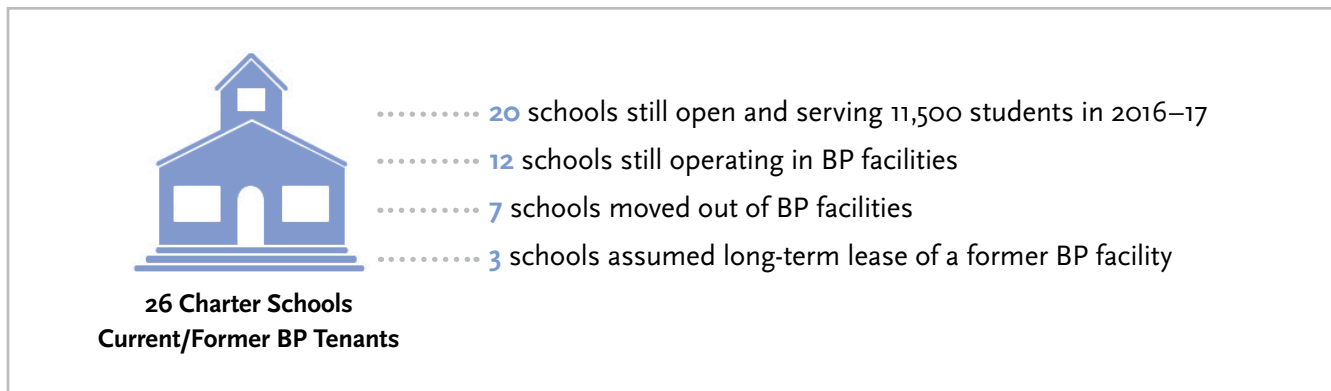 20 schools still open and serving 11,500 students in 2016–17
12 schools still operating in BP facilities
7 schools moved out of BP facilities
3 schools assumed long-term lease of a former BP facility
26 Charter Schools
Current/Former BP Tenants